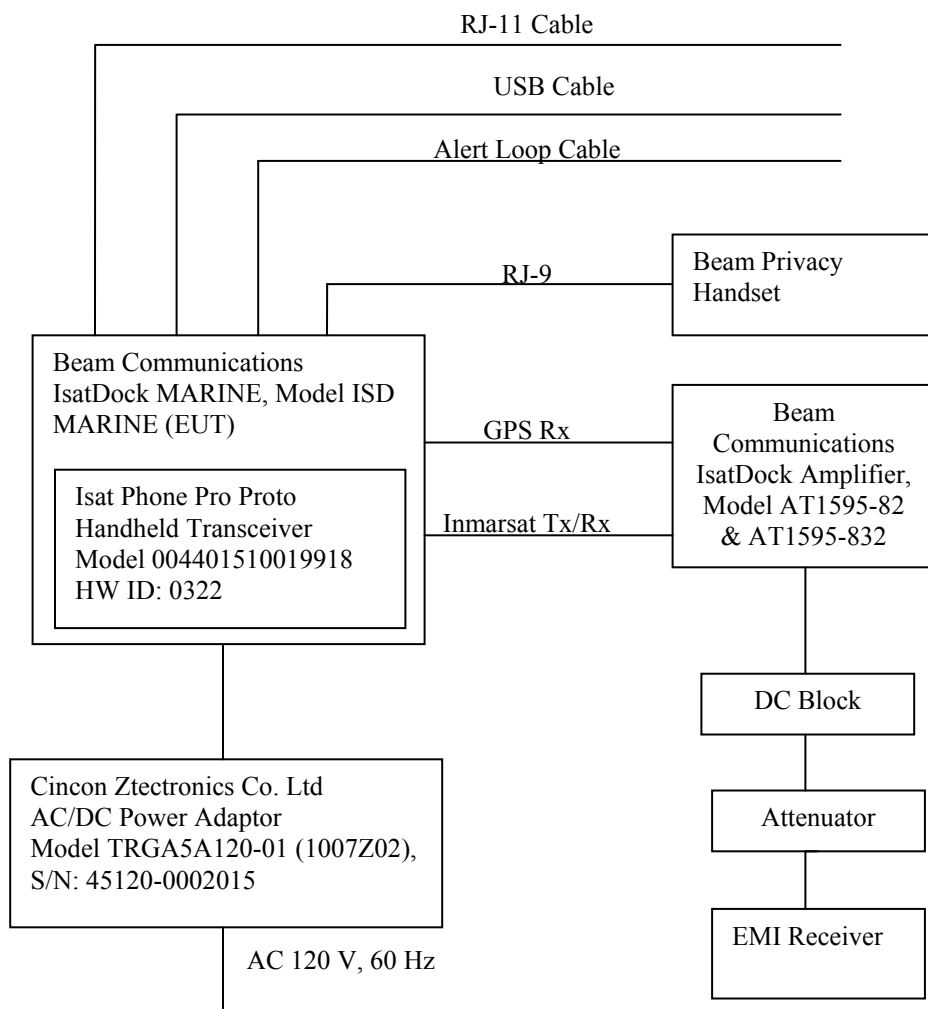 RJ-11 Cable
USB Cable
Alert Loop Cable
RJ-9
Beam Privacy
Handset
Beam Communications
IsatDock MARINE, Model ISD
MARINE (EUT)
Isat Phone Pro Proto
Handheld Transceiver
Model 004401510019918
HW ID: 0322
GPS Rx
Inmarsat Tx/Rx
Beam
Communications
IsatDock Amplifier,
Model AT1595-82
& AT1595-832
DC Block
Cincon Ztectronics Co. Ltd
AC/DC Power Adaptor
Model TRGA5A120-01 (1007Z02),
S/N: 45120-0002015
Attenuator
EMI Receiver
AC 120 V, 60 Hz